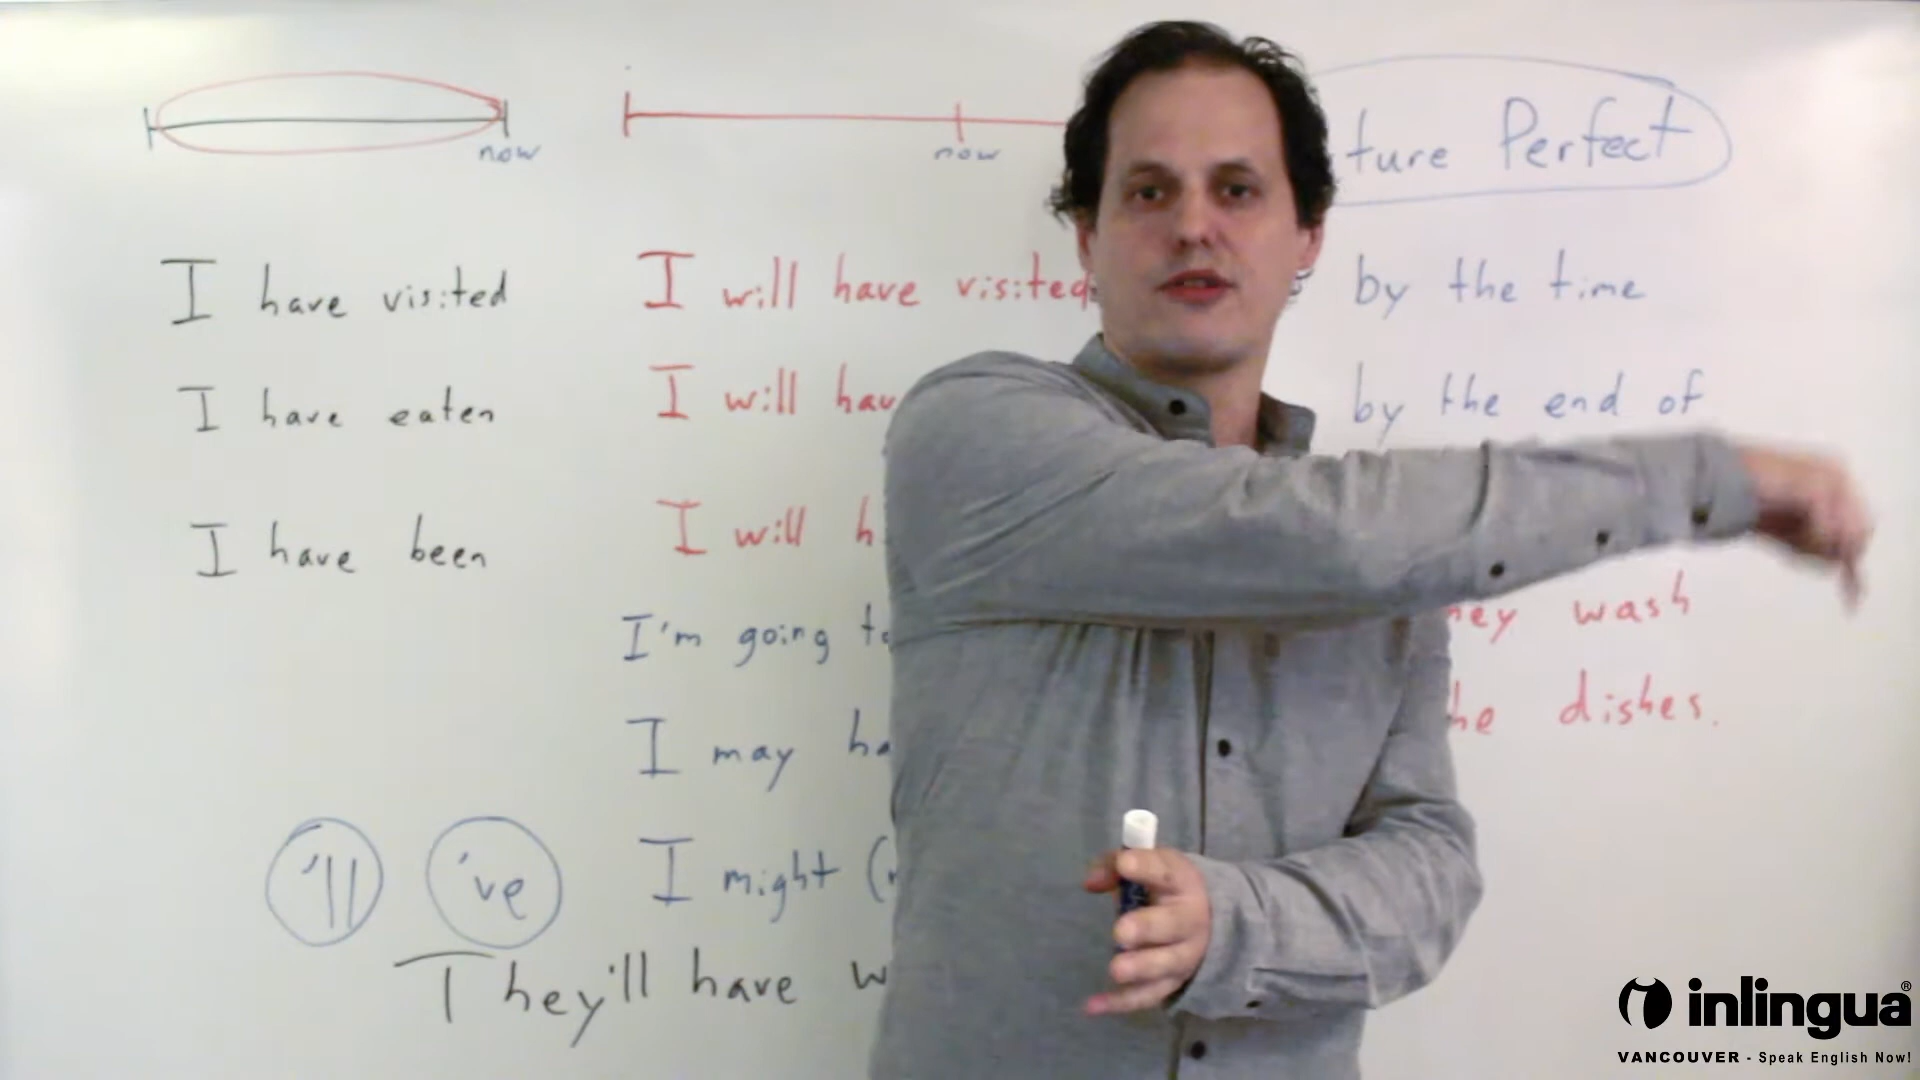 now
now
ture Perfect
I have visited
I will have visited
by the time
I have eaten
I will hav
by the end of
I have been
I will h
I'm going to
hey wash
I may ha
he dishes.
'll 've
I might (
They'll have w
inlingua®
VANCOUVER - Speak English Now!